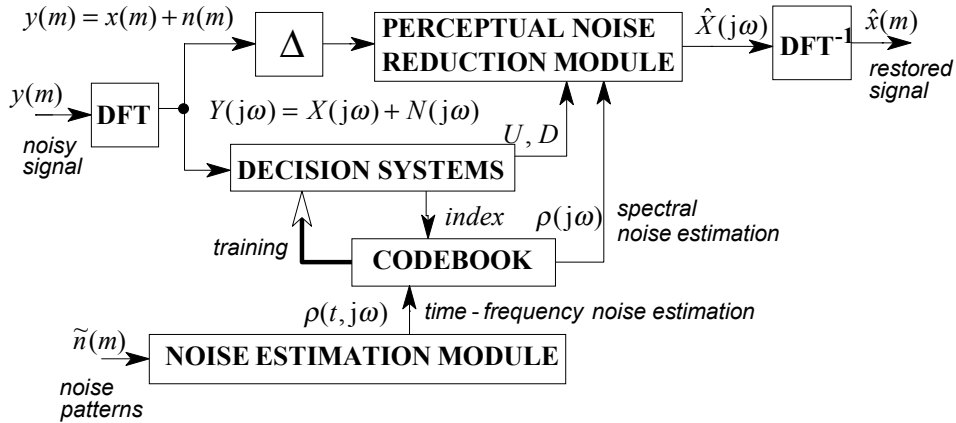 y(m) = x(m) + n(m)
Δ
PERCEPTUAL NOISE
REDUCTION MODULE
X̂(jω)
DFT⁻¹
x̂(m)
restored
signal
y(m)
DFT
noisy
signal
Y(jω) = X(jω) + N(jω)
U, D
DECISION SYSTEMS
training
index
ρ(jω)
spectral
noise estimation
CODEBOOK
ρ(t, jω)
time - frequency noise estimation
ñ(m)
NOISE ESTIMATION MODULE
noise
patterns